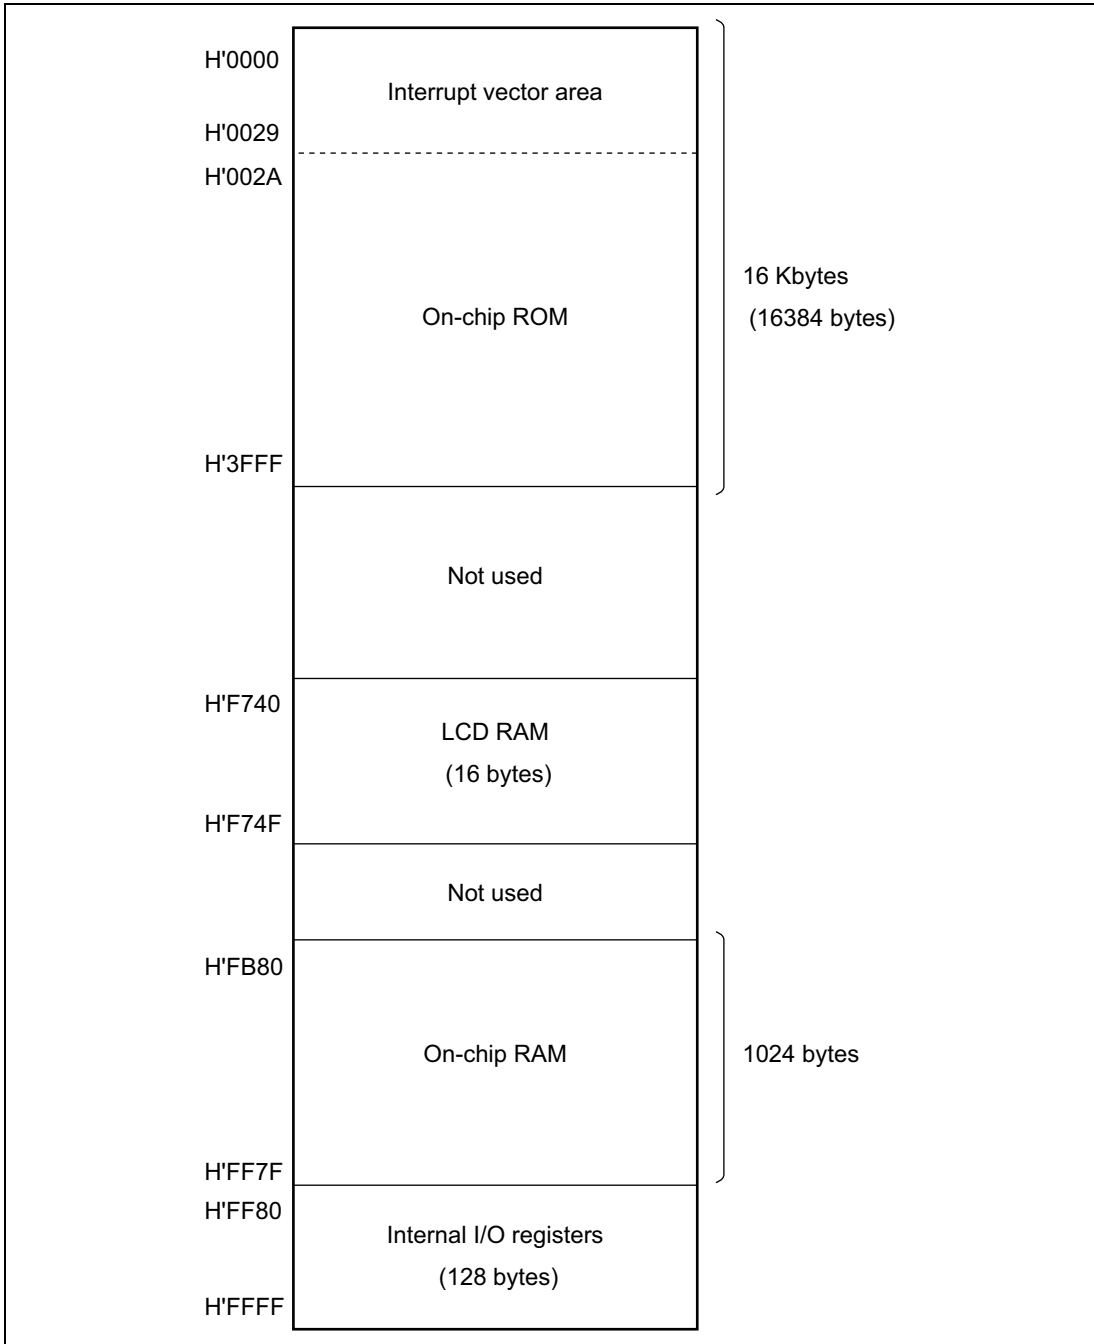 H'0000
Interrupt vector area
H'0029
H'002A
16 Kbytes
(16384 bytes)
On-chip ROM
H'3FFF
Not used
H'F740
LCD RAM
(16 bytes)
H'F74F
Not used
H'FB80
On-chip RAM
1024 bytes
H'FF7F
H'FF80
Internal I/O registers
(128 bytes)
H'FFFF